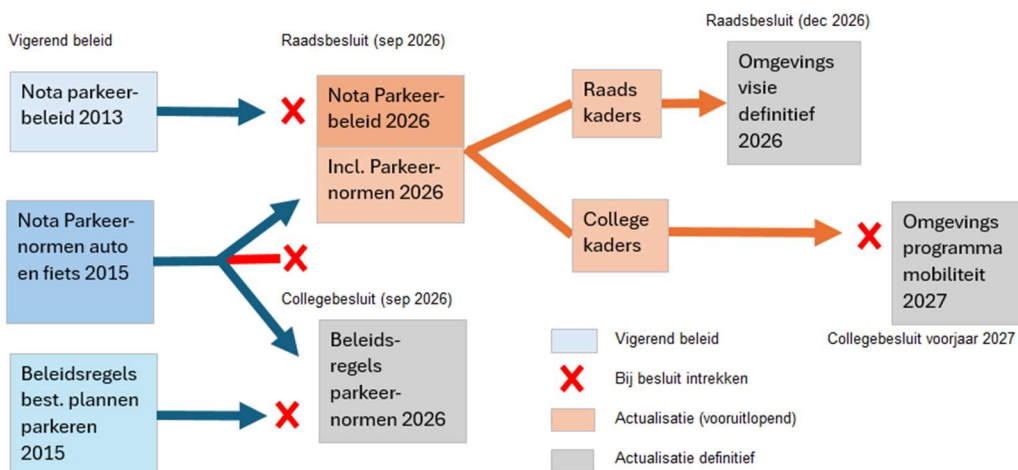 Vigerend beleid
Nota parkeer-
beleid 2013
Nota Parkeer-
normen auto
en fiets 2015
Beleidsregels
best. plannen
parkeren
2015
Raadsbesluit (sep 2026)
Nota Parkeer-
beleid 2026
Incl. Parkeer-
normen 2026
Collegebesluit (sep 2026)
Beleids-
regels
parkeer-
normen 2026
Raads
kaders
College
kaders
Raadsbesluit (dec 2026)
Omgevings
visie
definitief
2026
Omgevings
programma
mobiliteit
2027
Collegebesluit voorjaar 2027
Vigerend beleid
Bij besluit intrekken
Actualisatie (vooruitlopend)
Actualisatie definitief